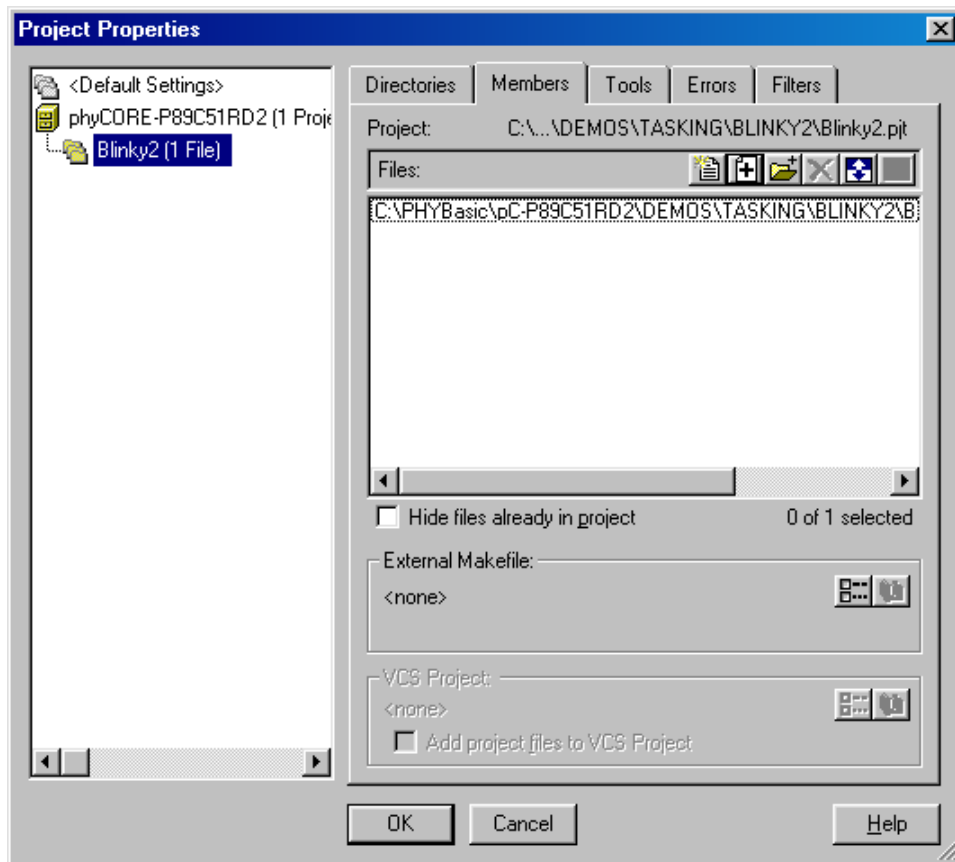 Project Properties
<Default Settings>
phyCORE-P89C51RD2 (1 Proje
Blinky2 (1 File)
Directories Members Tools Errors Filters
Project: C:\...\DEMOS\TASKING\BLINKY2\Blinky2.pjt
Files:
C:\PHYBasic\pC-P89C51RD2\DEMOS\TASKING\BLINKY2\B
Hide files already in project 0 of 1 selected
External Makefile:
<none>
VCS Project:
<none>
Add project files to VCS Project
OK Cancel Help